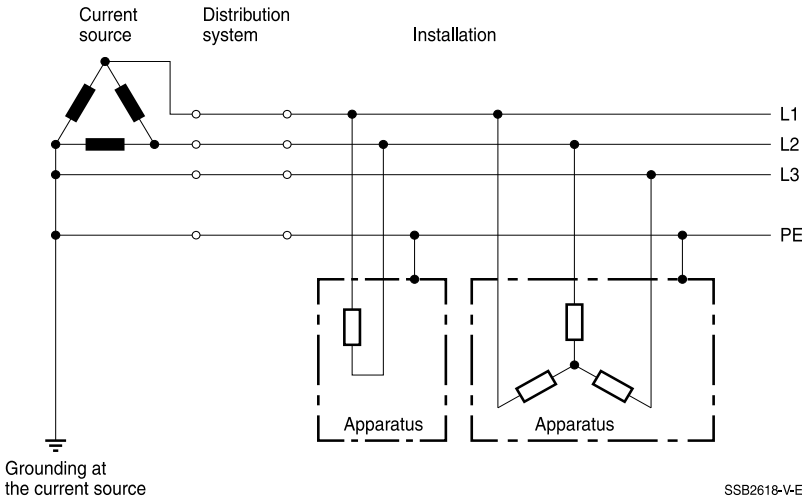 Current
source
Distribution
system
Installation
L1
L2
L3
PE
Apparatus
Apparatus
Grounding at
the current source
SSB2618-V-E